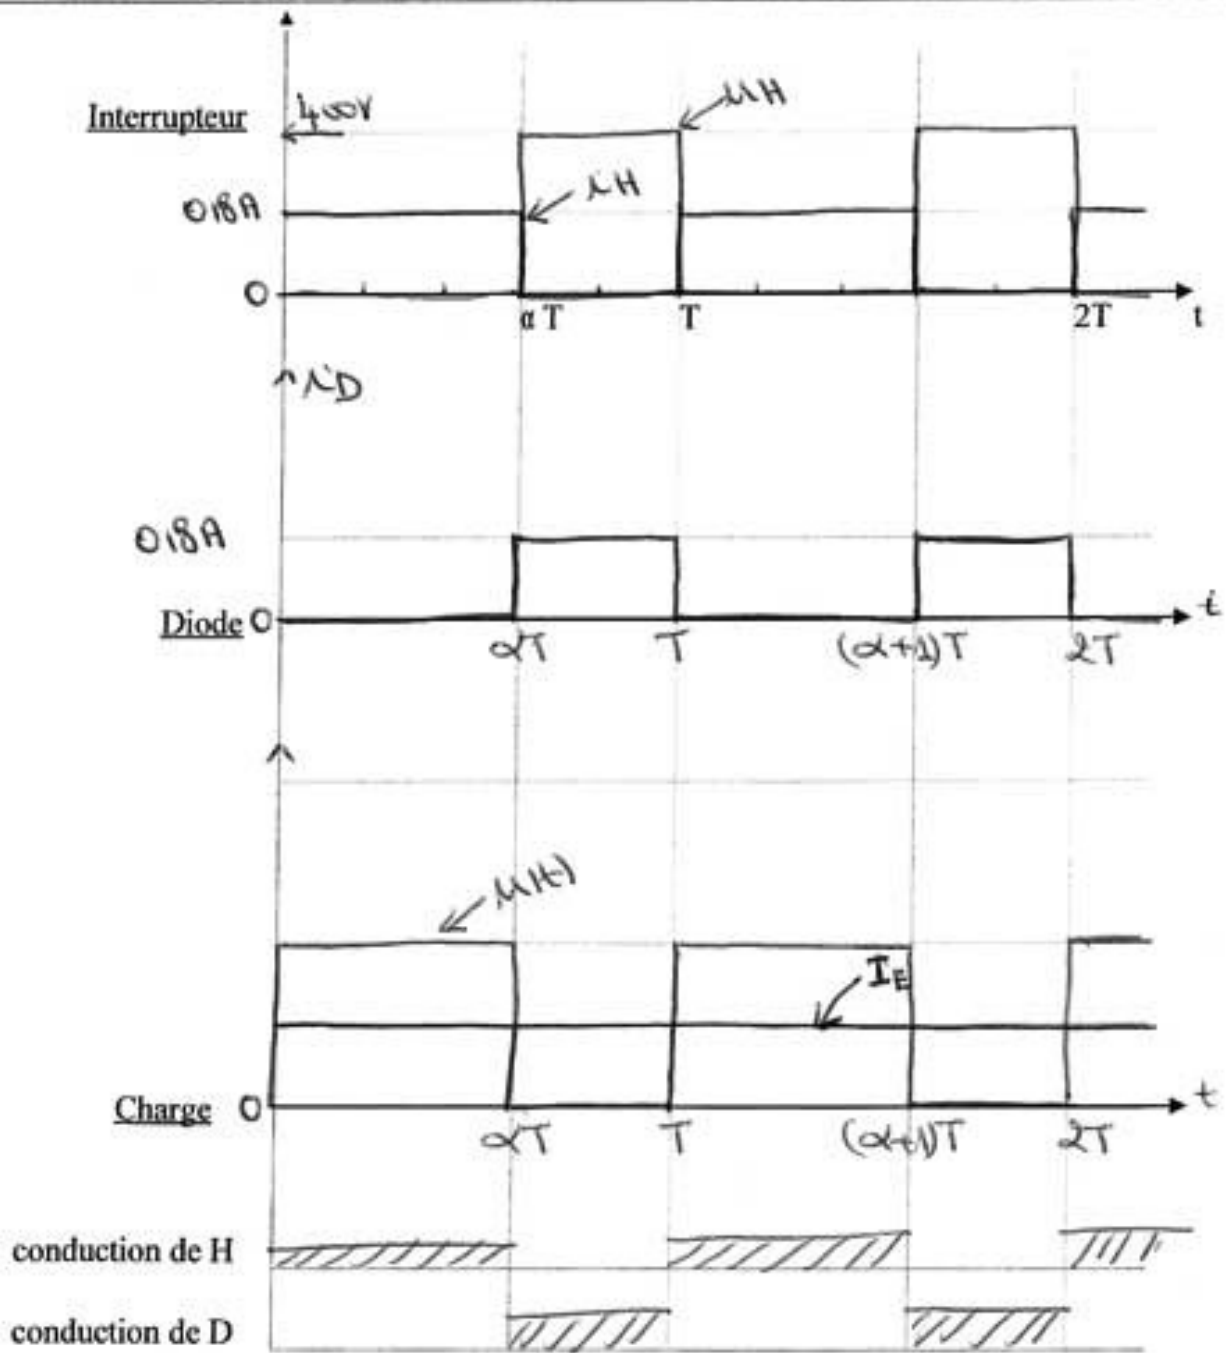 Interrupteur
400V
uH
iH
0,8A
0
αT T 2T t
iD
0,8A
Diode 0 t
αT T (α+1)T 2T
u(t)
IE
Charge 0 t
αT T (α+1)T 2T
conduction de H
conduction de D